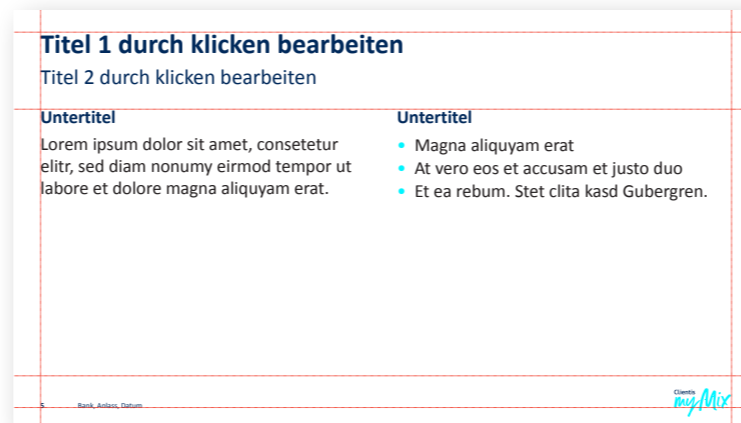 Titel 1 durch klicken bearbeiten
Titel 2 durch klicken bearbeiten
Untertitel
Lorem ipsum dolor sit amet, consetetur
elitr, sed diam nonumy eirmod tempor ut
labore et dolore magna aliquyam erat.
Untertitel
• Magna aliquyam erat
• At vero eos et accusam et justo duo
• Et ea rebum. Stet clita kasd Gubergren.
5
Bank, Anlass, Datum
Clientis
myMix